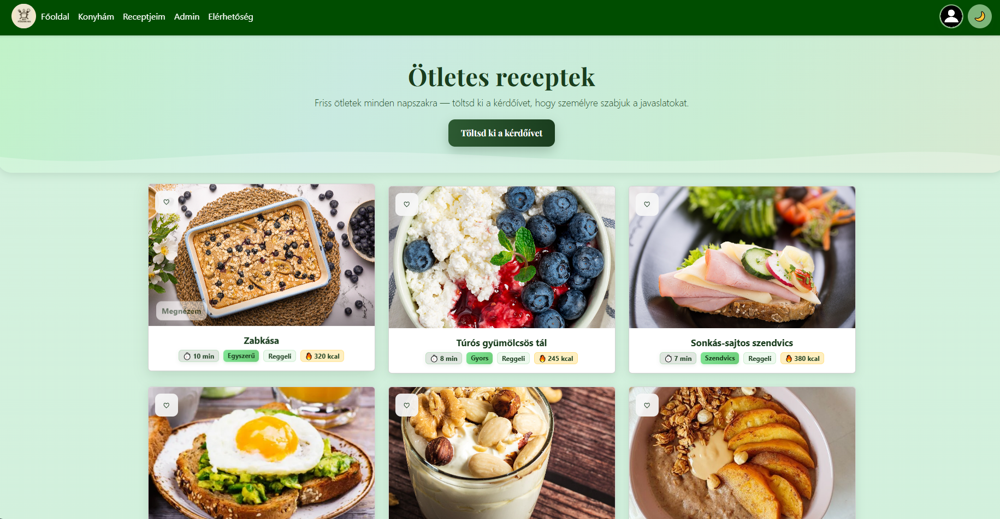 Főoldal Konyhám Receptjeim Admin Elérhetőség
Ötletes receptek
Friss ötletek minden napszakra — töltsd ki a kérdőívet, hogy személyre szabjuk a javaslatokat.
Töltsd ki a kérdőívet
Megnézem
Zabkása
10 min Egyszerű Reggeli 320 kcal
Túrós gyümölcsös tál
8 min Gyors Reggeli 245 kcal
Sonkás-sajtos szendvics
7 min Szendvics Reggeli 380 kcal